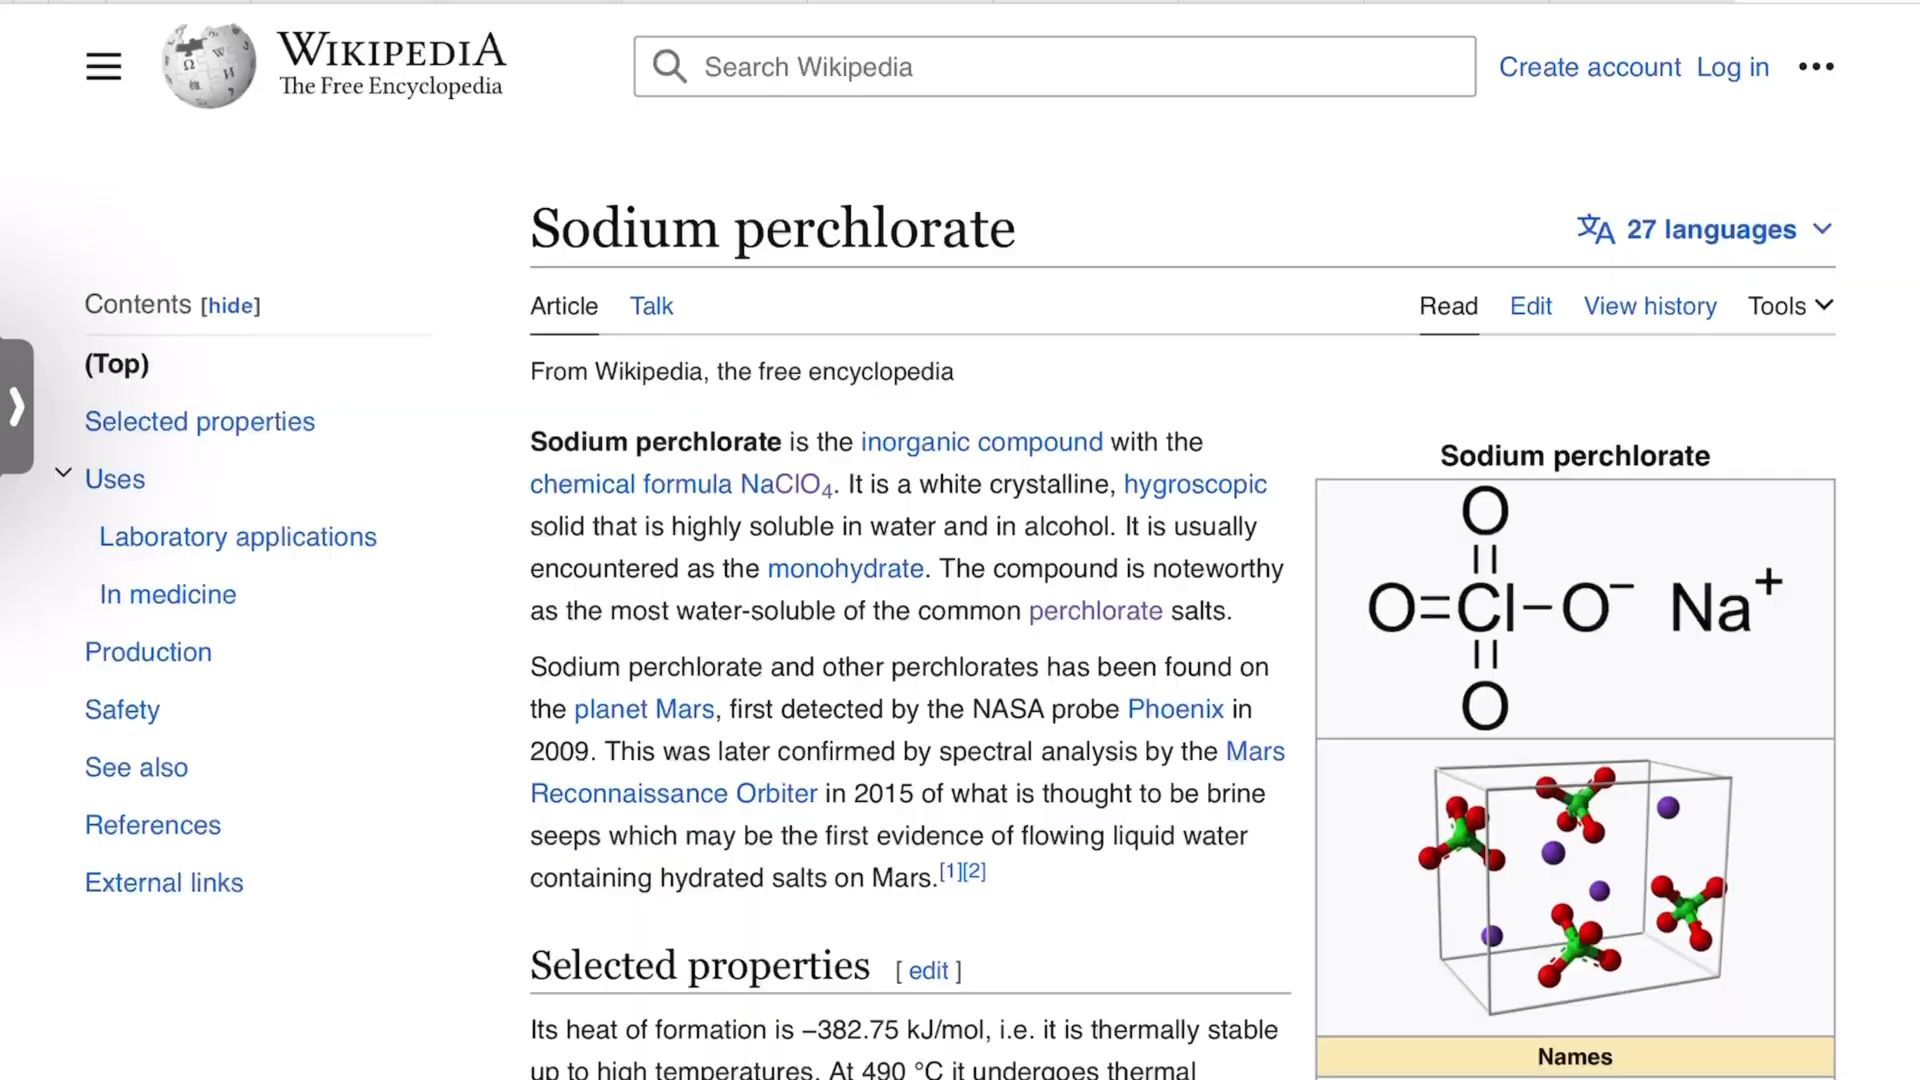 WIKIPEDIA
The Free Encyclopedia
Search Wikipedia
Create account Log in
Sodium perchlorate
27 languages
Contents [hide]
(Top)
Selected properties
Uses
Laboratory applications
In medicine
Production
Safety
See also
References
External links
Article Talk
Read Edit View history Tools
From Wikipedia, the free encyclopedia
Sodium perchlorate is the inorganic compound with the
chemical formula NaClO₄. It is a white crystalline, hygroscopic
solid that is highly soluble in water and in alcohol. It is usually
encountered as the monohydrate. The compound is noteworthy
as the most water-soluble of the common perchlorate salts.
Sodium perchlorate and other perchlorates has been found on
the planet Mars, first detected by the NASA probe Phoenix in
2009. This was later confirmed by spectral analysis by the Mars
Reconnaissance Orbiter in 2015 of what is thought to be brine
seeps which may be the first evidence of flowing liquid water
containing hydrated salts on Mars.[1][2]
Selected properties [ edit ]
Its heat of formation is −382.75 kJ/mol, i.e. it is thermally stable
up to high temperatures. At 490 °C it undergoes thermal
Sodium perchlorate
O
O=Cl–O⁻ Na⁺
O
Names